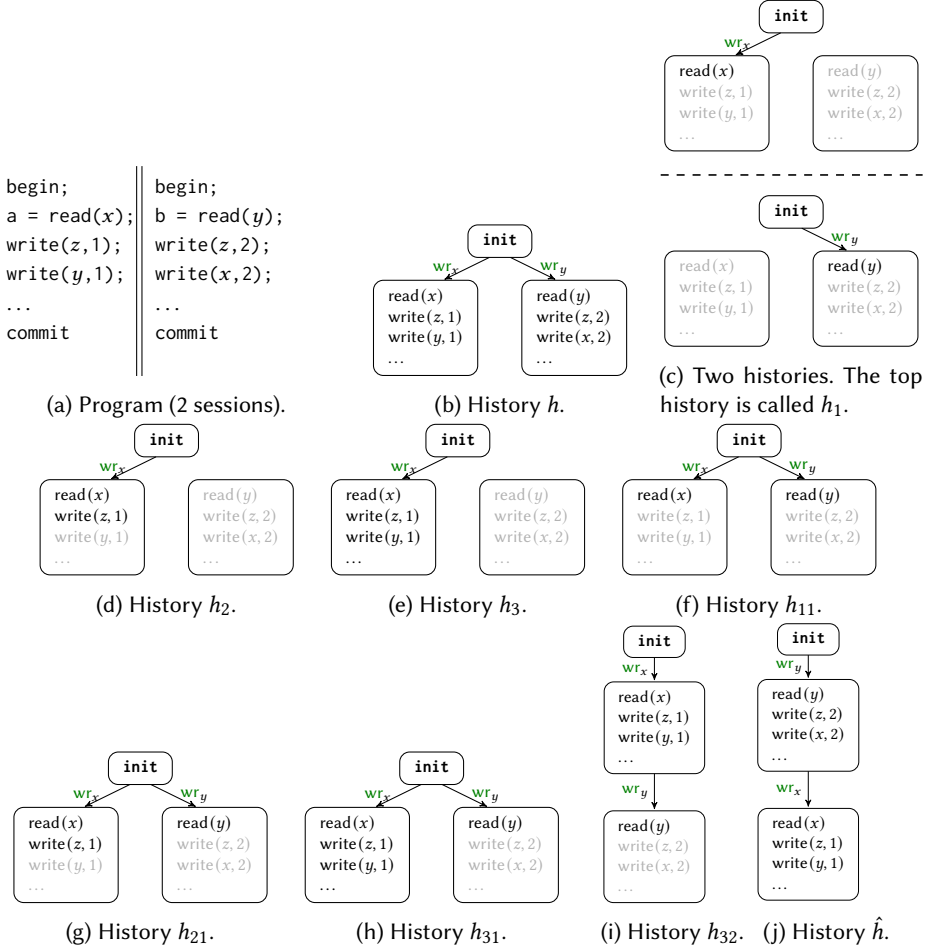 begin;
a = read(x);
write(z,1);
write(y,1);
...
commit
begin;
b = read(y);
write(z,2);
write(x,2);
...
commit
(a) Program (2 sessions).
init
wrx
wry
read(x)
write(z, 1)
write(y, 1)
...
read(y)
write(z, 2)
write(x, 2)
...
(b) History h.
init
wrx
read(x)
write(z, 1)
write(y, 1)
...
read(y)
write(z, 2)
write(x, 2)
...
init
wry
read(x)
write(z, 1)
write(y, 1)
...
read(y)
write(z, 2)
write(x, 2)
...
(c) Two histories. The top
history is called h1.
init
wrx
read(x)
write(z, 1)
write(y, 1)
...
read(y)
write(z, 2)
write(x, 2)
...
(d) History h2.
init
wrx
read(x)
write(z, 1)
write(y, 1)
...
read(y)
write(z, 2)
write(x, 2)
...
(e) History h3.
init
wrx
wry
read(x)
write(z, 1)
write(y, 1)
...
read(y)
write(z, 2)
write(x, 2)
...
(f) History h11.
init
wrx
wry
read(x)
write(z, 1)
write(y, 1)
...
read(y)
write(z, 2)
write(x, 2)
...
(g) History h21.
init
wrx
wry
read(x)
write(z, 1)
write(y, 1)
...
read(y)
write(z, 2)
write(x, 2)
...
(h) History h31.
init
wrx
read(x)
write(z, 1)
write(y, 1)
...
wry
read(y)
write(z, 2)
write(x, 2)
...
(i) History h32.
init
wry
read(y)
write(z, 2)
write(x, 2)
...
wrx
read(x)
write(z, 1)
write(y, 1)
...
(j) History ĥ.